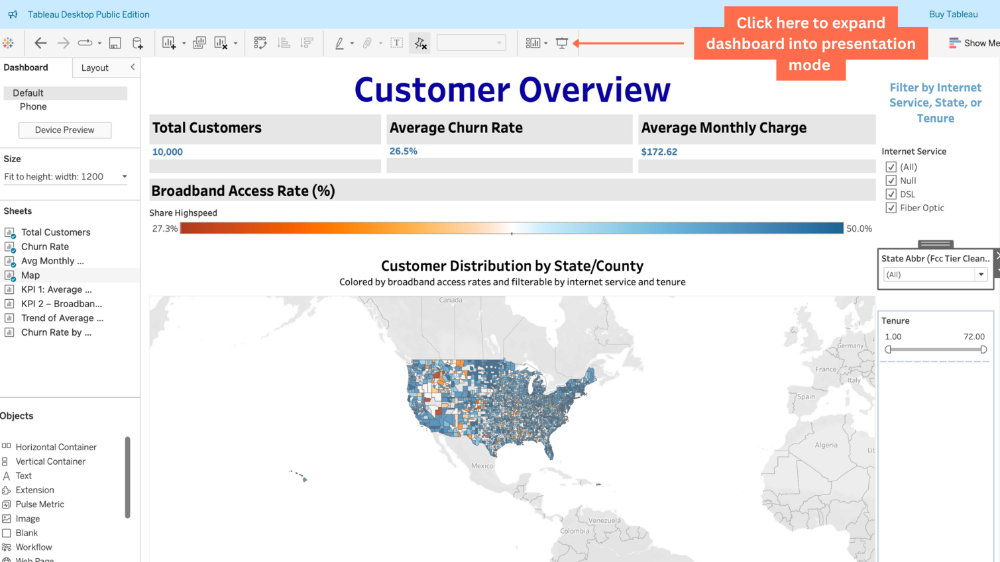 Tableau Desktop Public Edition
Buy Tableau
Click here to expand
dashboard into presentation
mode
Show Me
Dashboard
Layout
Default
Phone
Device Preview
Size
Fit to height: width: 1200
Sheets
Total Customers
Churn Rate
Avg Monthly ...
Map
KPI 1: Average ...
KPI 2 – Broadban...
Trend of Average ...
Churn Rate by ...
Objects
Horizontal Container
Vertical Container
Text
Extension
Pulse Metric
Image
Blank
Workflow
Web Page
Customer Overview
Total Customers
10,000
Average Churn Rate
26.5%
Average Monthly Charge
$172.62
Broadband Access Rate (%)
Share Highspeed
27.3%
50.0%
Customer Distribution by State/County
Colored by broadband access rates and filterable by internet service and tenure
Canada
Mexico
Venezuela
Colombia
Germany
France
Italy
Spain
Algeria
Filter by Internet
Service, State, or
Tenure
Internet Service
(All)
Null
DSL
Fiber Optic
State Abbr (Fcc Tier Clean..
(All)
Tenure
1.00
72.00